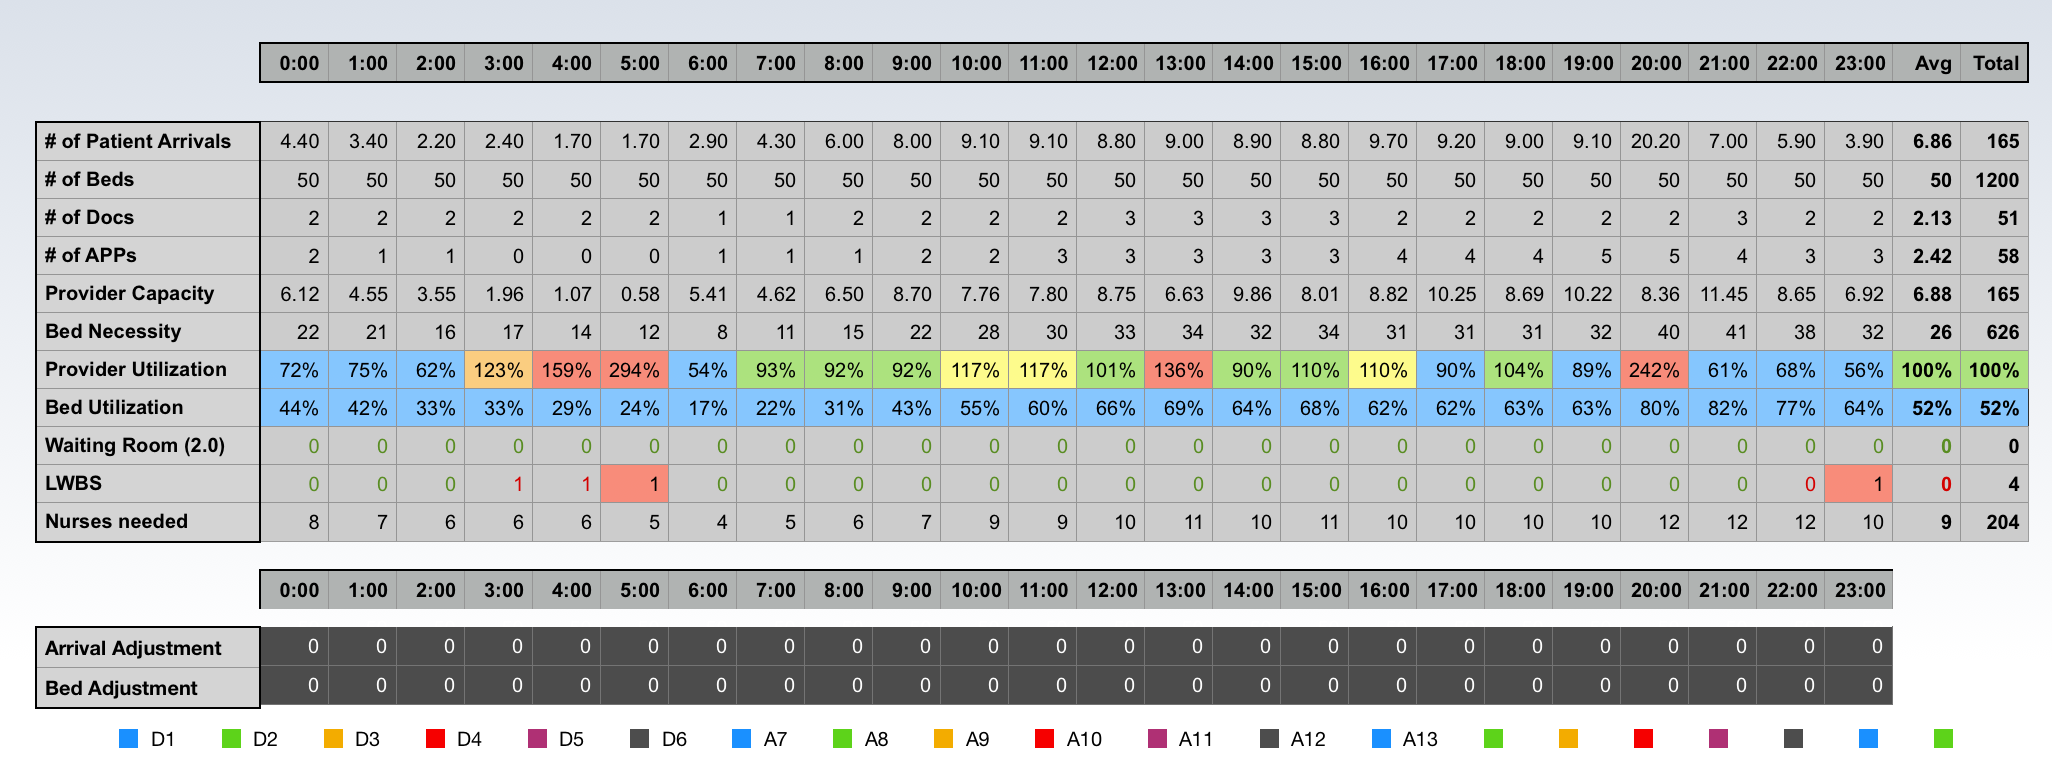 0:00 1:00 2:00 3:00 4:00 5:00 6:00 7:00 8:00 9:00 10:00 11:00 12:00 13:00 14:00 15:00 16:00 17:00 18:00 19:00 20:00 21:00 22:00 23:00 Avg Total
# of Patient Arrivals 4.40 3.40 2.20 2.40 1.70 1.70 2.90 4.30 6.00 8.00 9.10 9.10 8.80 9.00 8.90 8.80 9.70 9.20 9.00 9.10 20.20 7.00 5.90 3.90 6.86 165
# of Beds 50 50 50 50 50 50 50 50 50 50 50 50 50 50 50 50 50 50 50 50 50 50 50 50 50 1200
# of Docs 2 2 2 2 2 2 1 1 2 2 2 2 3 3 3 3 2 2 2 2 2 3 2 2 2.13 51
# of APPs 2 1 1 0 0 0 1 1 1 2 2 3 3 3 3 3 4 4 4 5 5 4 3 3 2.42 58
Provider Capacity 6.12 4.55 3.55 1.96 1.07 0.58 5.41 4.62 6.50 8.70 7.76 7.80 8.75 6.63 9.86 8.01 8.82 10.25 8.69 10.22 8.36 11.45 8.65 6.92 6.88 165
Bed Necessity 22 21 16 17 14 12 8 11 15 22 28 30 33 34 32 34 31 31 31 32 40 41 38 32 26 626
Provider Utilization 72% 75% 62% 123% 159% 294% 54% 93% 92% 92% 117% 117% 101% 136% 90% 110% 110% 90% 104% 89% 242% 61% 68% 56% 100% 100%
Bed Utilization 44% 42% 33% 33% 29% 24% 17% 22% 31% 43% 55% 60% 66% 69% 64% 68% 62% 62% 63% 63% 80% 82% 77% 64% 52% 52%
Waiting Room (2.0) 0 0 0 0 0 0 0 0 0 0 0 0 0 0 0 0 0 0 0 0 0 0 0 0 0 0
LWBS 0 0 0 1 1 1 0 0 0 0 0 0 0 0 0 0 0 0 0 0 0 0 0 1 0 4
Nurses needed 8 7 6 6 6 5 4 5 6 7 9 9 10 11 10 11 10 10 10 10 12 12 12 10 9 204
0:00 1:00 2:00 3:00 4:00 5:00 6:00 7:00 8:00 9:00 10:00 11:00 12:00 13:00 14:00 15:00 16:00 17:00 18:00 19:00 20:00 21:00 22:00 23:00
Arrival Adjustment 0 0 0 0 0 0 0 0 0 0 0 0 0 0 0 0 0 0 0 0 0 0 0 0
Bed Adjustment 0 0 0 0 0 0 0 0 0 0 0 0 0 0 0 0 0 0 0 0 0 0 0 0
D1 D2 D3 D4 D5 D6 A7 A8 A9 A10 A11 A12 A13